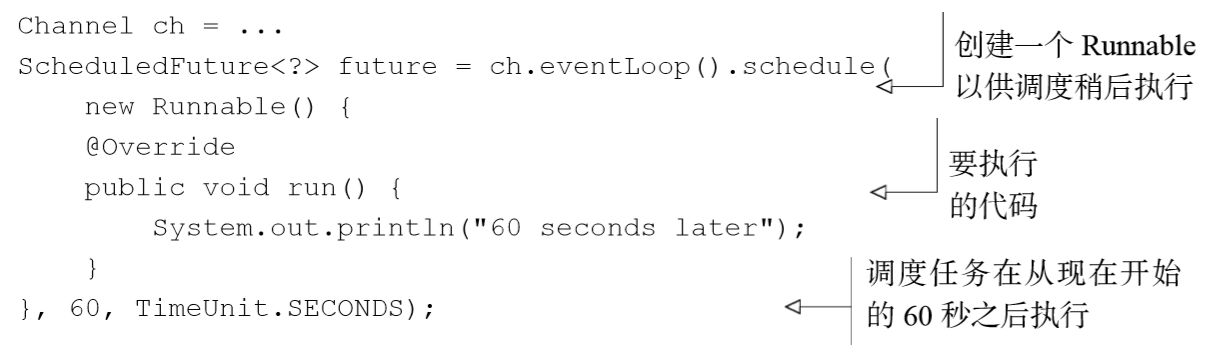 Channel ch = ...
ScheduledFuture<?> future = ch.eventLoop().schedule(
    new Runnable() {
    @Override
    public void run() {
        System.out.println("60 seconds later");
    }
}, 60, TimeUnit.SECONDS);
创建一个 Runnable
以供调度稍后执行
要执行
的代码
调度任务在从现在开始
的 60 秒之后执行